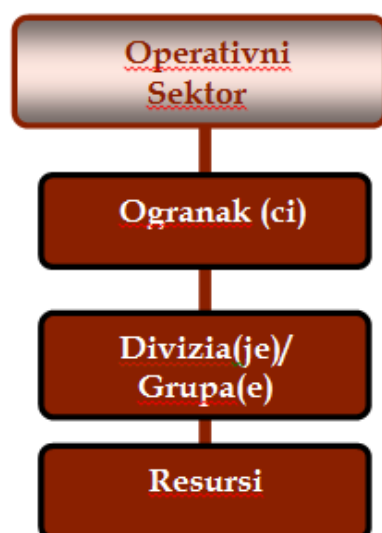 Operativni
Sektor
Ogranak (ci)
Divizia(je)/
Grupa(e)
Resursi